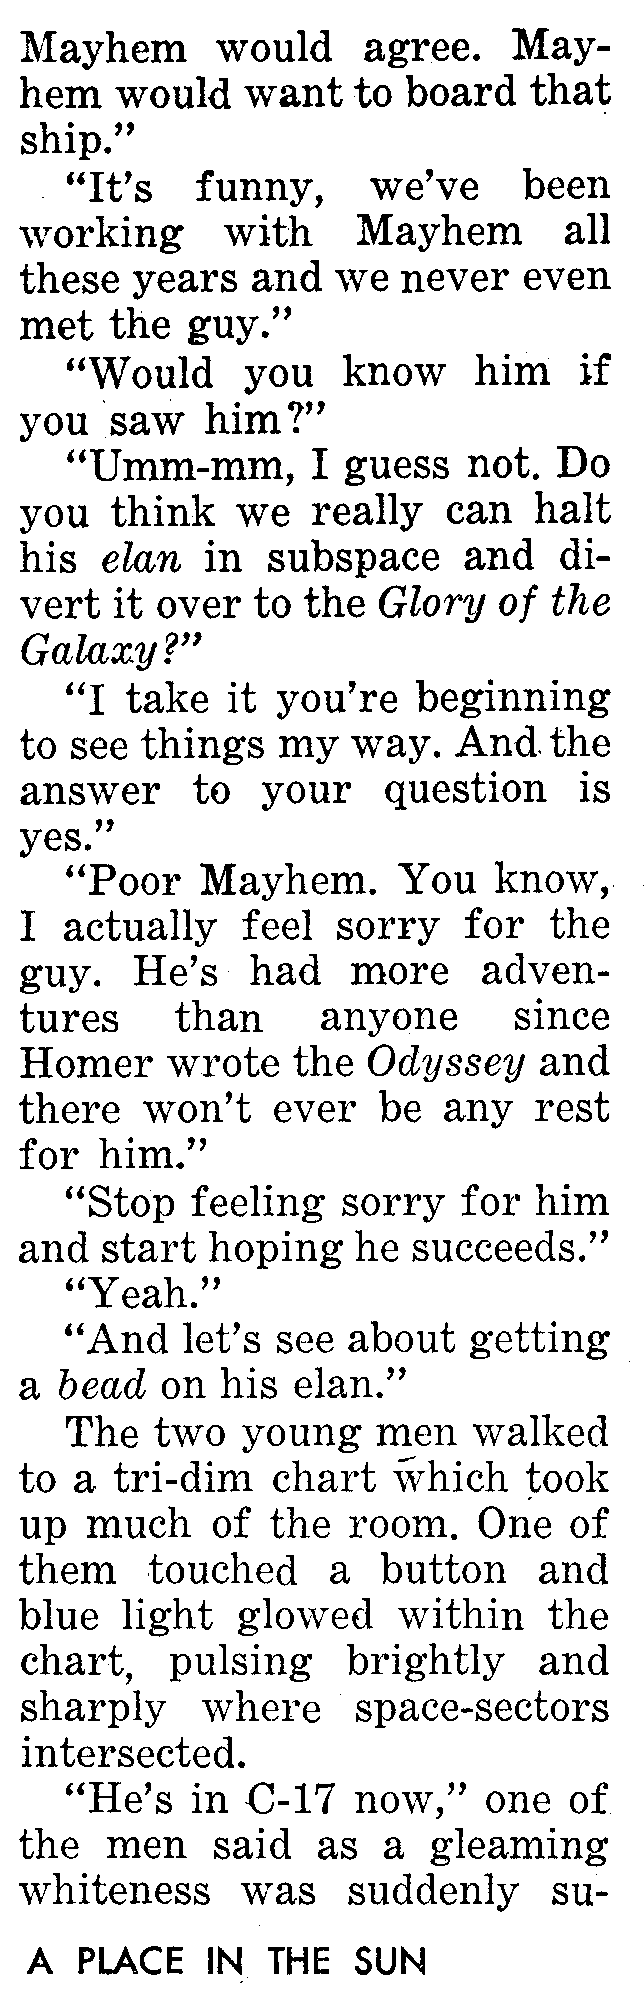 Mayhem would agree. May-
hem would want to board that
ship.”
“It’s funny, we’ve been
working with Mayhem all
these years and we never even
met the guy.”
“Would you know him if
you saw him?”
“Umm-mm, I guess not. Do
you think we really can halt
his elan in subspace and di-
vert it over to the Glory of the
Galaxy?”
“I take it you’re beginning
to see things my way. And the
answer to your question is
yes.”
“Poor Mayhem. You know,
I actually feel sorry for the
guy. He’s had more adven-
tures than anyone since
Homer wrote the Odyssey and
there won’t ever be any rest
for him.”
“Stop feeling sorry for him
and start hoping he succeeds.”
“Yeah.”
“And let’s see about getting
a bead on his elan.”
The two young men walked
to a tri-dim chart which took
up much of the room. One of
them touched a button and
blue light glowed within the
chart, pulsing brightly and
sharply where space-sectors
intersected.
“He’s in C-17 now,” one of
the men said as a gleaming
whiteness was suddenly su-
A PLACE IN THE SUN